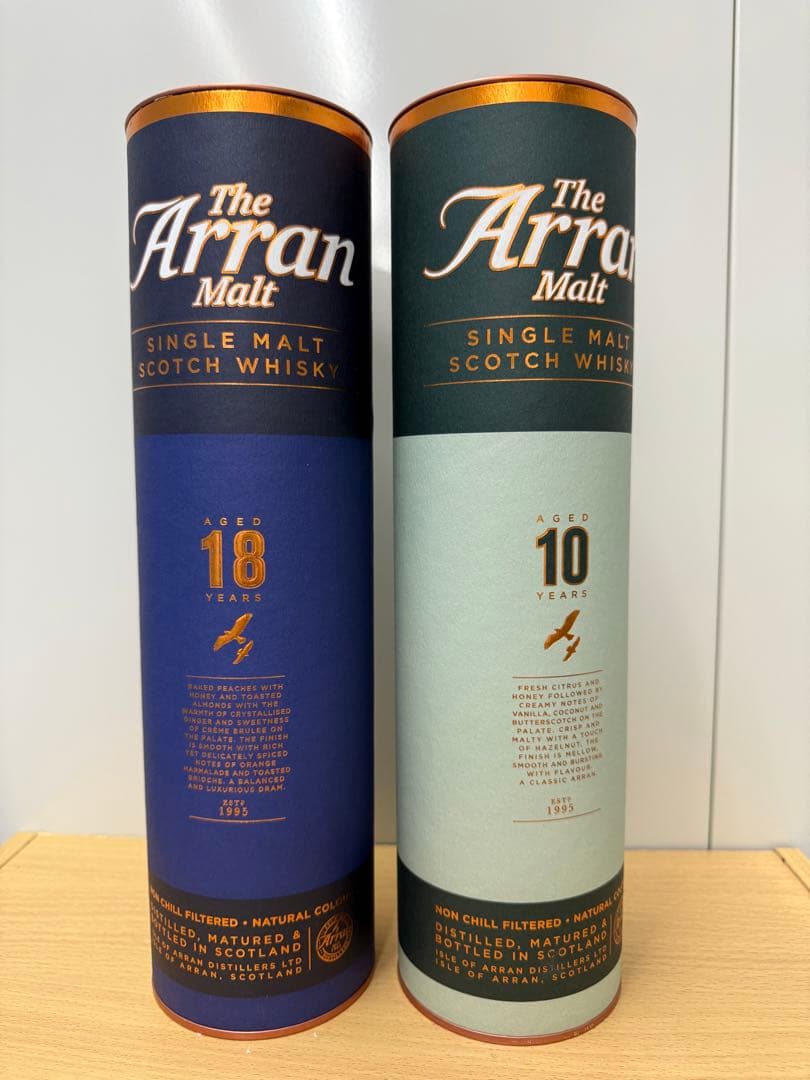 The
Arran
Malt
SINGLE MALT
SCOTCH WHISKY
AGED
18
YEARS
BAKED PEACHES WITH
HONEY AND TOASTED
ALMONDS WITH THE
WARMTH OF CRYSTALLISED
GINGER AND SWEETNESS
OF CRÈME BRULEE ON
THE PALATE. THE FINISH
IS SMOOTH WITH RICH
YET DELICATELY SPICED
NOTES OF ORANGE
MARMALADE AND TOASTED
BRIOCHE. A BALANCED
AND LUXURIOUS DRAM.
ESTD
1995
NON CHILL FILTERED • NATURAL
DISTILLED, MATURED &
BOTTLED IN SCOTLAND
ISLE OF ARRAN DISTILLERS LTD
ISLE OF ARRAN, SCOTLAND
Arran
The
Arran
Malt
SINGLE MALT
SCOTCH WHISKY
AGED
10
YEARS
FRESH CITRUS AND
HONEY FOLLOWED BY
CREAMY NOTES OF
VANILLA, COCONUT AND
BUTTERSCOTCH ON THE
PALATE. CRISP AND
MALTY WITH A TOUCH
OF HAZELNUT, THE
FINISH IS MELLOW,
SMOOTH AND BURSTING
WITH FLAVOUR.
A CLASSIC ARRAN.
ESTD
1995
NON CHILL FILTERED • NATURAL
DISTILLED, MATURED &
BOTTLED IN SCOTLAND
ISLE OF ARRAN DISTILLERS LTD
ISLE OF ARRAN, SCOTLAND